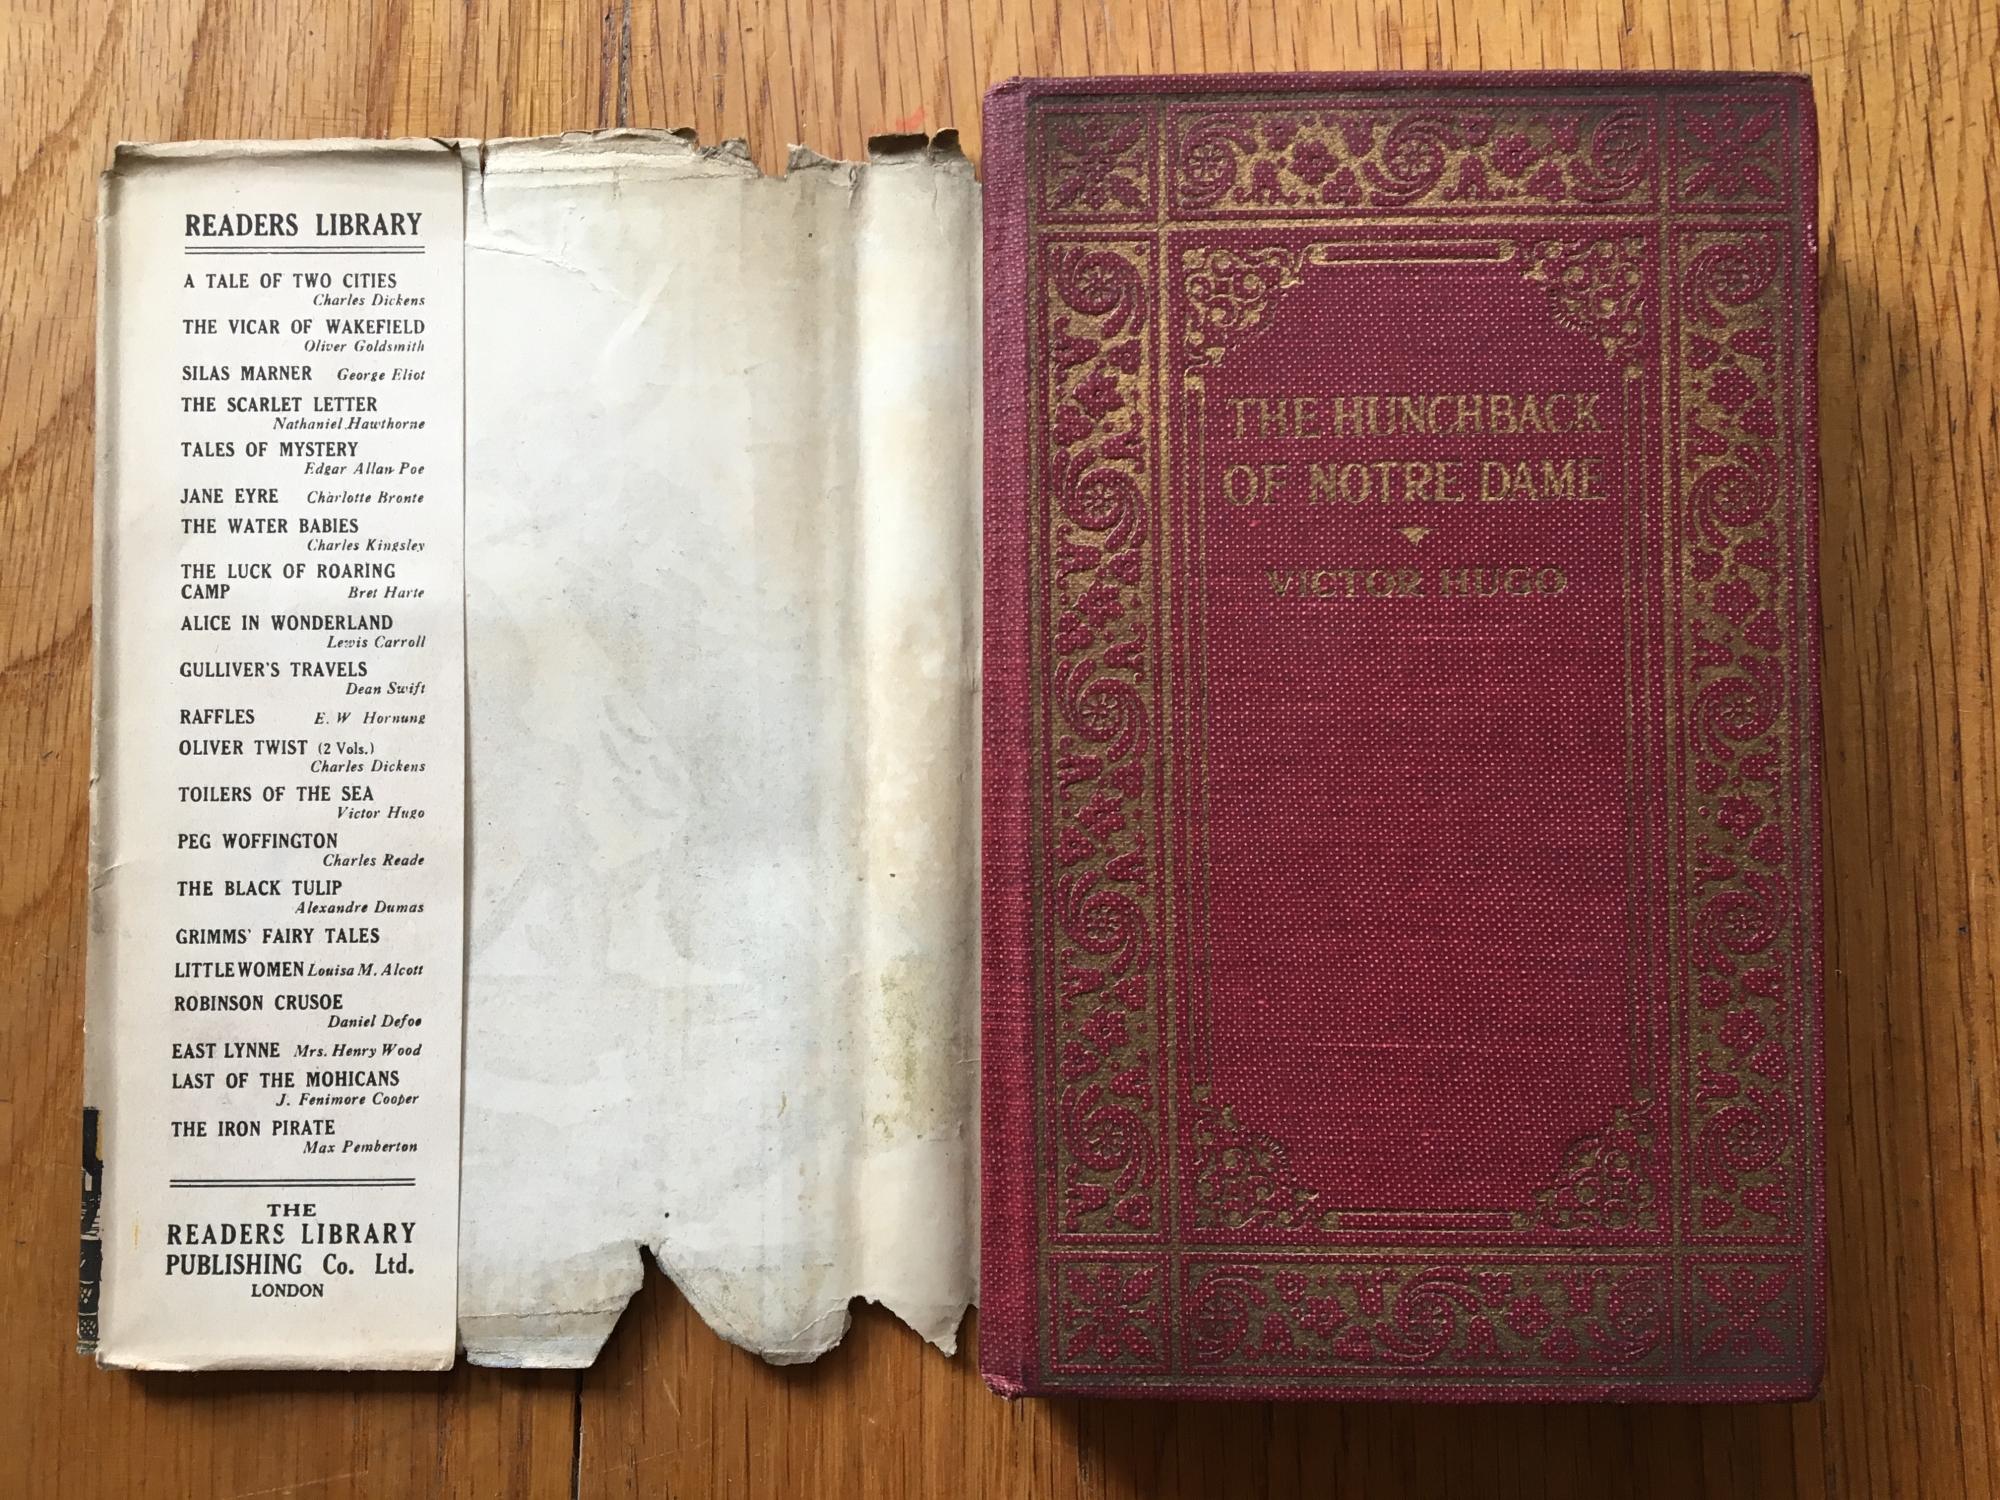 READERS LIBRARY
A TALE OF TWO CITIES
Charles Dickens
THE VICAR OF WAKEFIELD
Oliver Goldsmith
SILAS MARNER George Eliot
THE SCARLET LETTER
Nathaniel Hawthorne
TALES OF MYSTERY
Edgar Allan Poe
JANE EYRE Charlotte Bronte
THE WATER BABIES
Charles Kingsley
THE LUCK OF ROARING
CAMP Bret Harte
ALICE IN WONDERLAND
Lewis Carroll
GULLIVER'S TRAVELS
Dean Swift
RAFFLES E. W Hornung
OLIVER TWIST (2 Vols.)
Charles Dickens
TOILERS OF THE SEA
Victor Hugo
PEG WOFFINGTON
Charles Reade
THE BLACK TULIP
Alexandre Dumas
GRIMMS' FAIRY TALES
LITTLE WOMEN Louisa M. Alcott
ROBINSON CRUSOE
Daniel Defoe
EAST LYNNE Mrs. Henry Wood
LAST OF THE MOHICANS
J. Fenimore Cooper
THE IRON PIRATE
Max Pemberton
THE
READERS LIBRARY
PUBLISHING Co. Ltd.
LONDON
THE HUNCHBACK
OF NOTRE DAME
VICTOR HUGO